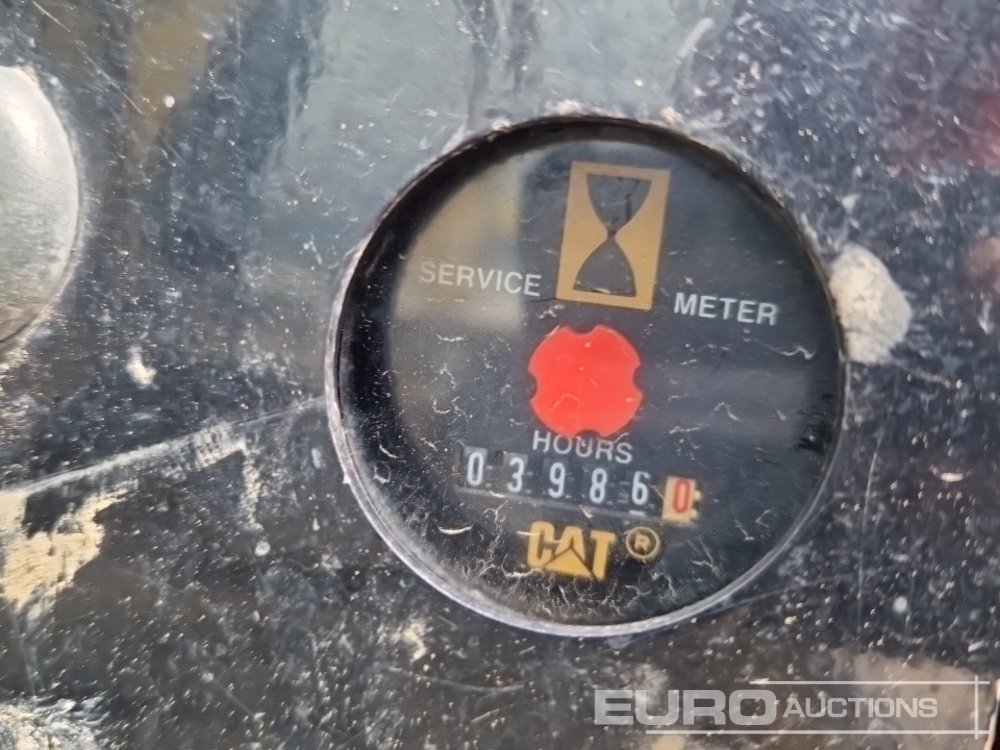 SERVICE METER
HOURS
039860
CAT®
EURO AUCTIONS